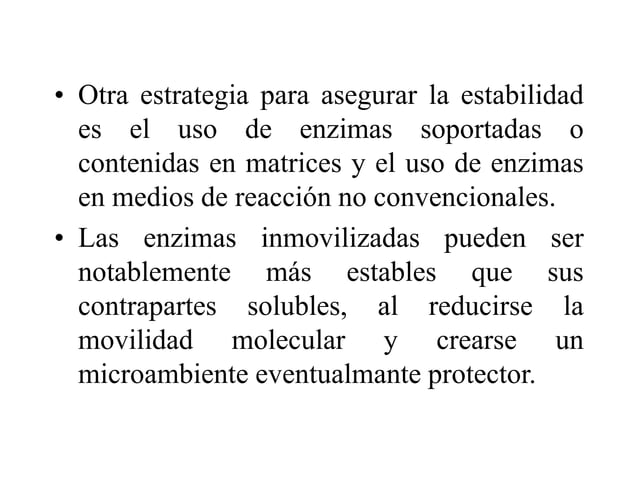 • Otra estrategia para asegurar la estabilidad
es el uso de enzimas soportadas o
contenidas en matrices y el uso de enzimas
en medios de reacción no convencionales.
• Las enzimas inmovilizadas pueden ser
notablemente más estables que sus
contrapartes solubles, al reducirse la
movilidad molecular y crearse un
microambiente eventualmante protector.